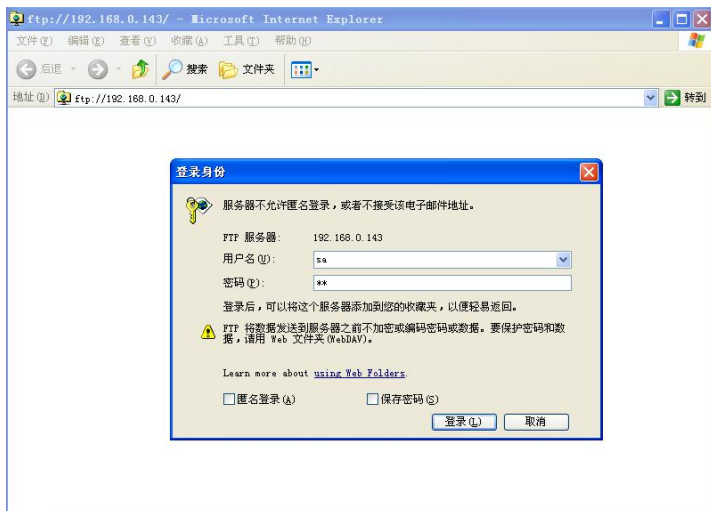 ftp://192.168.0.143/ - Microsoft Internet Explorer
文件(F) 编辑(E) 查看(V) 收藏(A) 工具(T) 帮助(H)
后退 搜索 文件夹
地址(D) ftp://192.168.0.143/ 转到
登录身份
服务器不允许匿名登录，或者不接受该电子邮件地址。
FTP 服务器: 192.168.0.143
用户名(U): sa
密码(P): **
登录后，可以将这个服务器添加到您的收藏夹，以便轻易返回。
FTP 将数据发送到服务器之前不加密或编码密码或数据。要保护密码和数
据，请用 Web 文件夹(WebDAV)。
Learn more about using Web Folders.
匿名登录(A) 保存密码(S)
登录(L) 取消